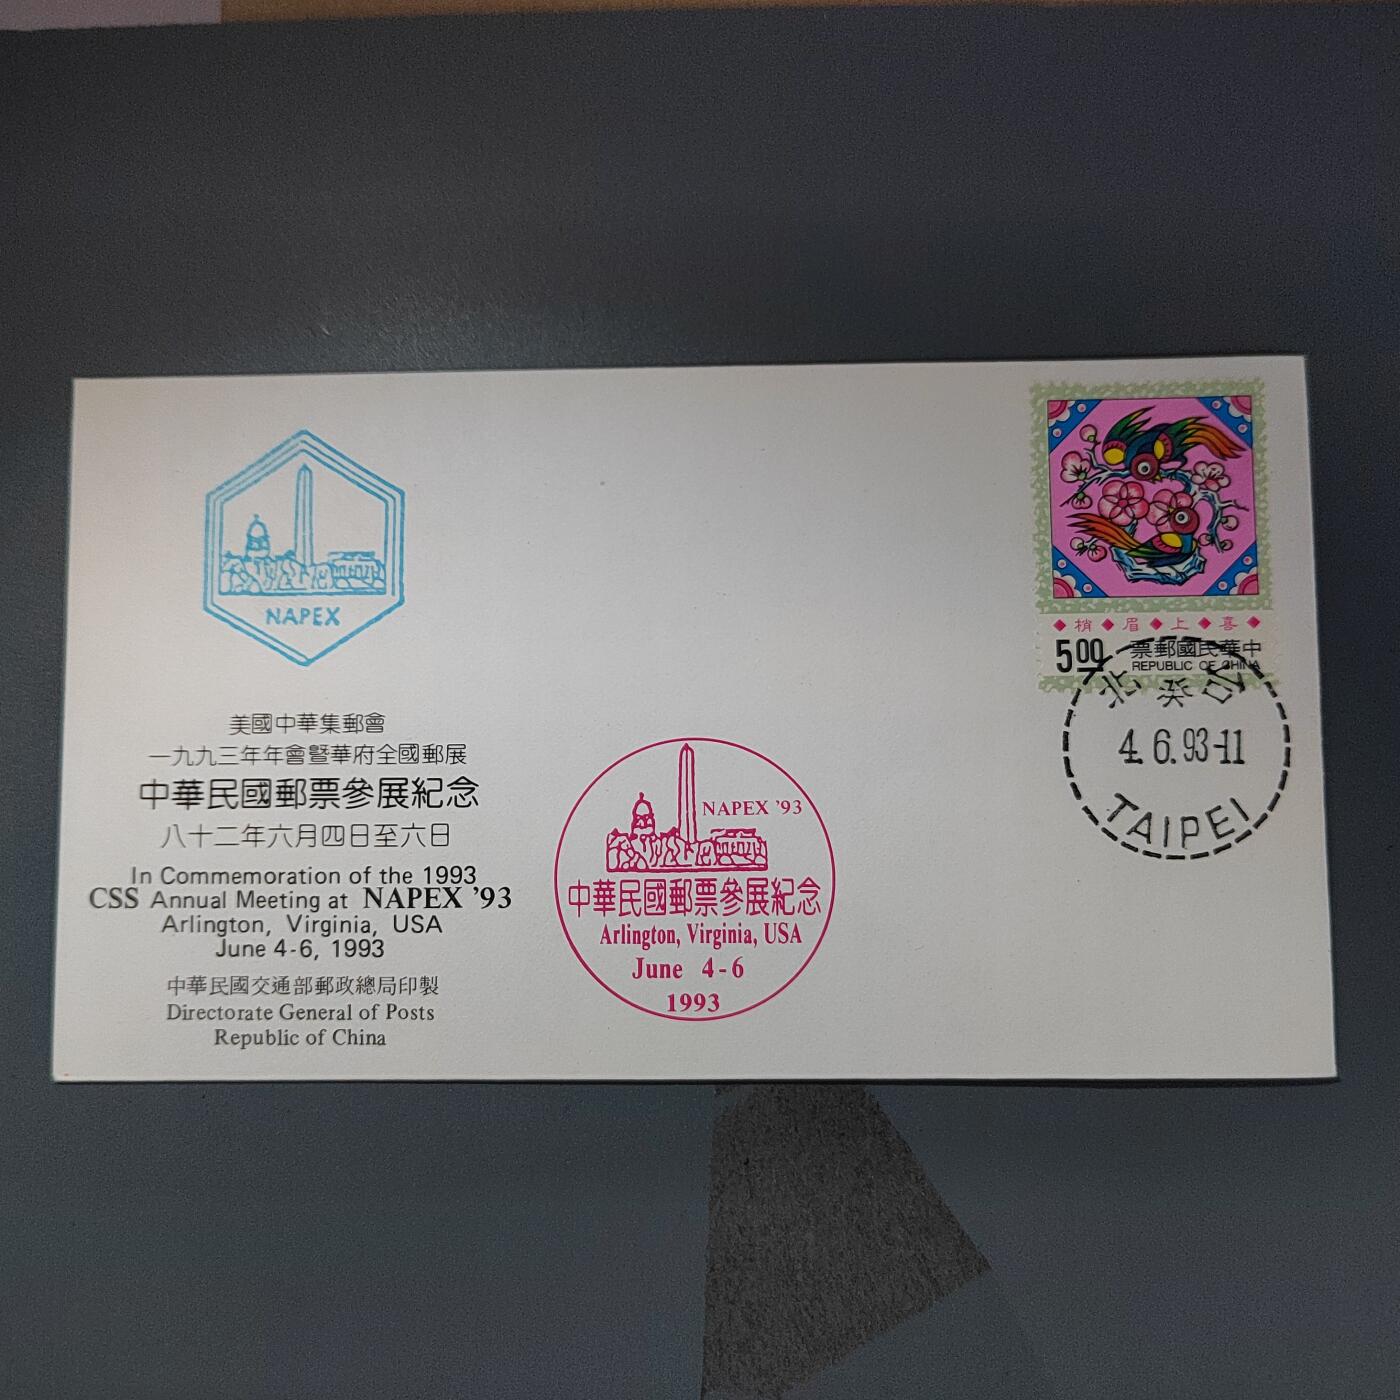 NAPEX
美國中華集郵會
一九九三年年會暨華府全國郵展
中華民國郵票參展紀念
八十二年六月四日至六日
In Commemoration of the 1993
CSS Annual Meeting at NAPEX '93
Arlington, Virginia, USA
June 4-6, 1993
中華民國交通部郵政總局印製
Directorate General of Posts
Republic of China
NAPEX '93
中華民國郵票參展紀念
Arlington, Virginia, USA
June 4-6
1993
喜上眉梢
500 中華民國郵票
REPUBLIC OF CHINA
台北
癸
4.6.93-11
TAIPEI